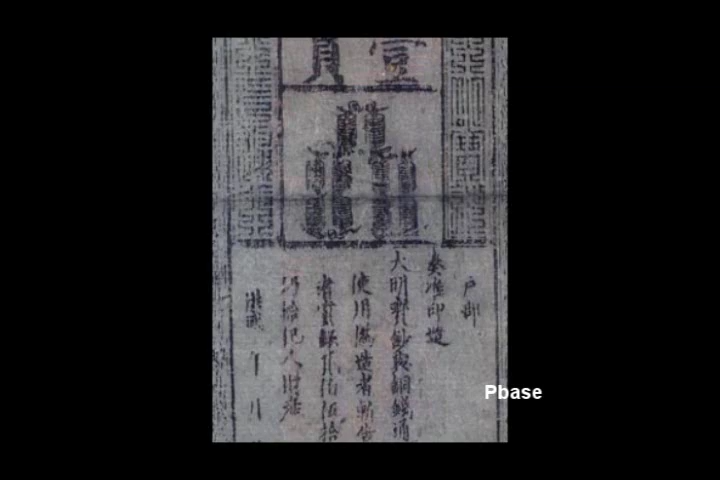 壹貫
戶部
奏准印造
大明寶鈔與銅錢通
使用偽造者斬告
者賞銀貳佰伍拾
仍給犯人財產
洪武 年 月
Pbase